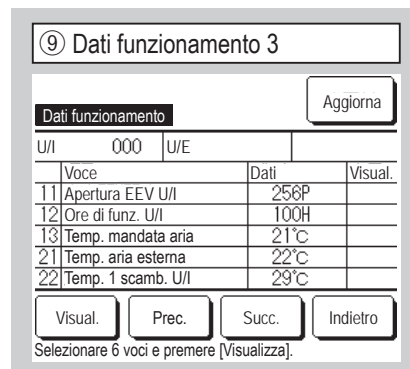 ⑨ Dati funzionamento 3
Aggiorna
Dati funzionamento
U/I 000 U/E
Voce Dati Visual.
11 Apertura EEV U/I 256P
12 Ore di funz. U/I 100H
13 Temp. mandata aria 21°C
21 Temp. aria esterna 22°C
22 Temp. 1 scamb. U/I 29°C
Visual. Prec. Succ. Indietro
Selezionare 6 voci e premere [Visualizza].